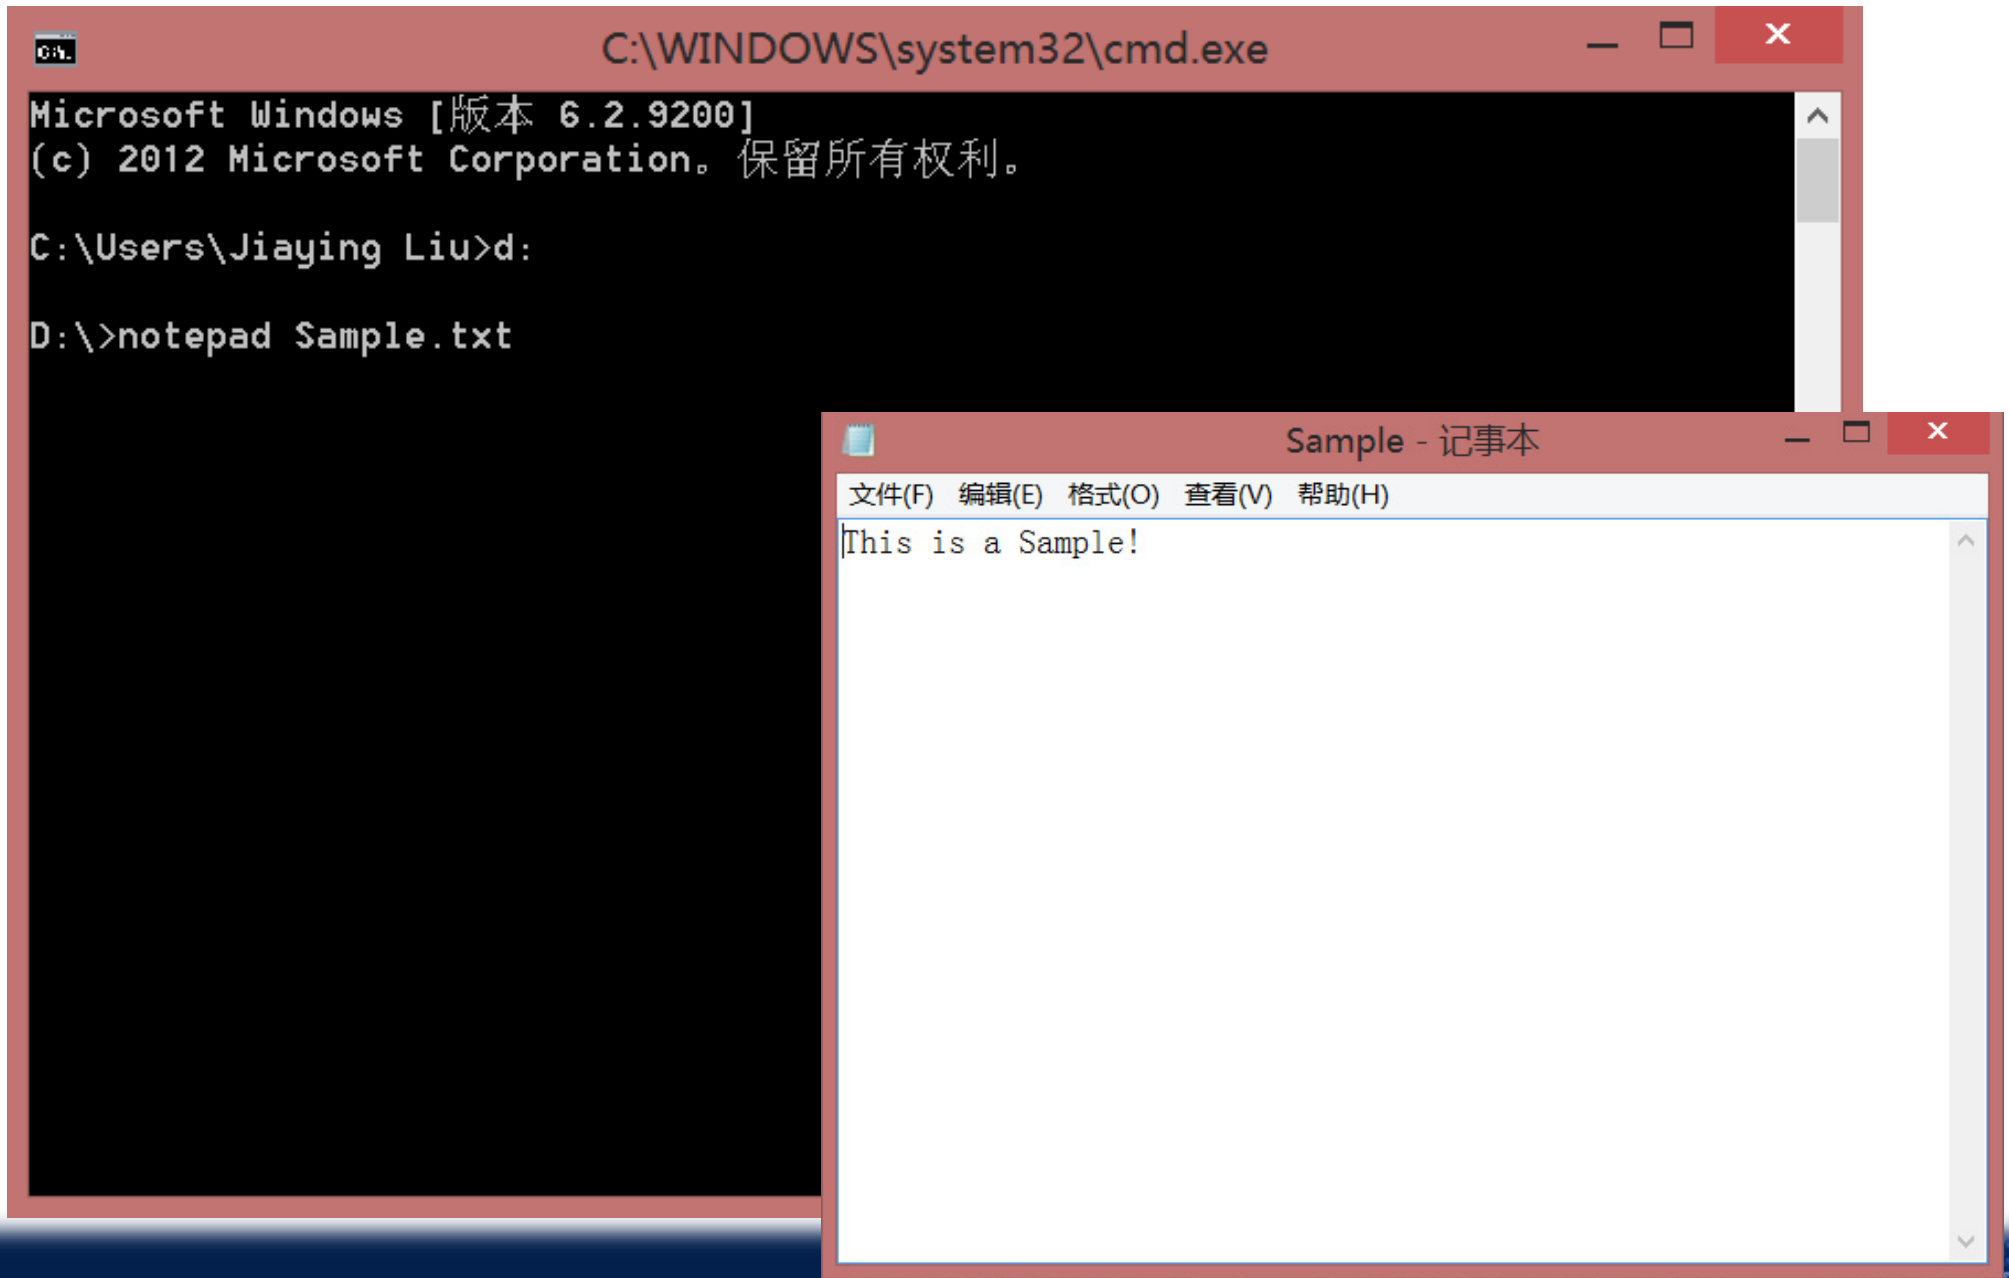 C:\WINDOWS\system32\cmd.exe
Microsoft Windows [版本 6.2.9200]
(c) 2012 Microsoft Corporation。保留所有权利。
C:\Users\Jiaying Liu>d:
D:\>notepad Sample.txt
Sample - 记事本
文件(F) 编辑(E) 格式(O) 查看(V) 帮助(H)
This is a Sample!